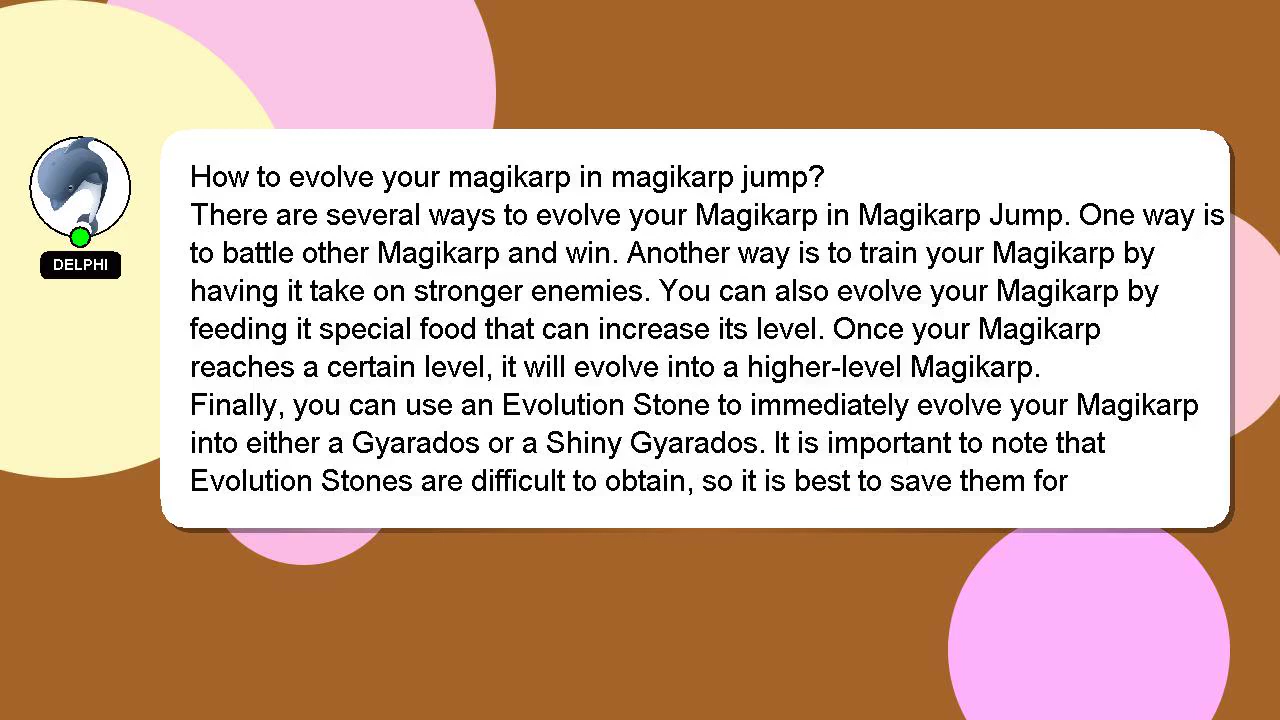 How to evolve your magikarp in magikarp jump?
There are several ways to evolve your Magikarp in Magikarp Jump. One way is
to battle other Magikarp and win. Another way is to train your Magikarp by
having it take on stronger enemies. You can also evolve your Magikarp by
feeding it special food that can increase its level. Once your Magikarp
reaches a certain level, it will evolve into a higher-level Magikarp.
Finally, you can use an Evolution Stone to immediately evolve your Magikarp
into either a Gyarados or a Shiny Gyarados. It is important to note that
Evolution Stones are difficult to obtain, so it is best to save them for
DELPHI